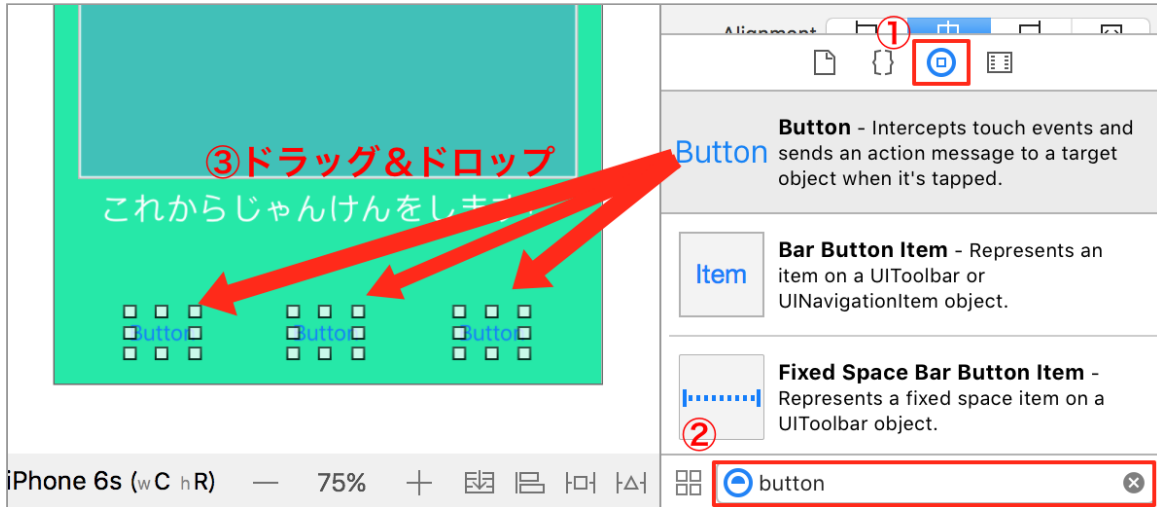 Alignment
①
Button
Button - Intercepts touch events and
sends an action message to a target
object when it's tapped.
③ドラッグ&ドロップ
これからじゃんけんをします
Item
Bar Button Item - Represents an
item on a UIToolbar or
UINavigationItem object.
Button
Button
Button
Fixed Space Bar Button Item -
Represents a fixed space item on a
UIToolbar object.
②
iPhone 6s (wC hR)
75%
button